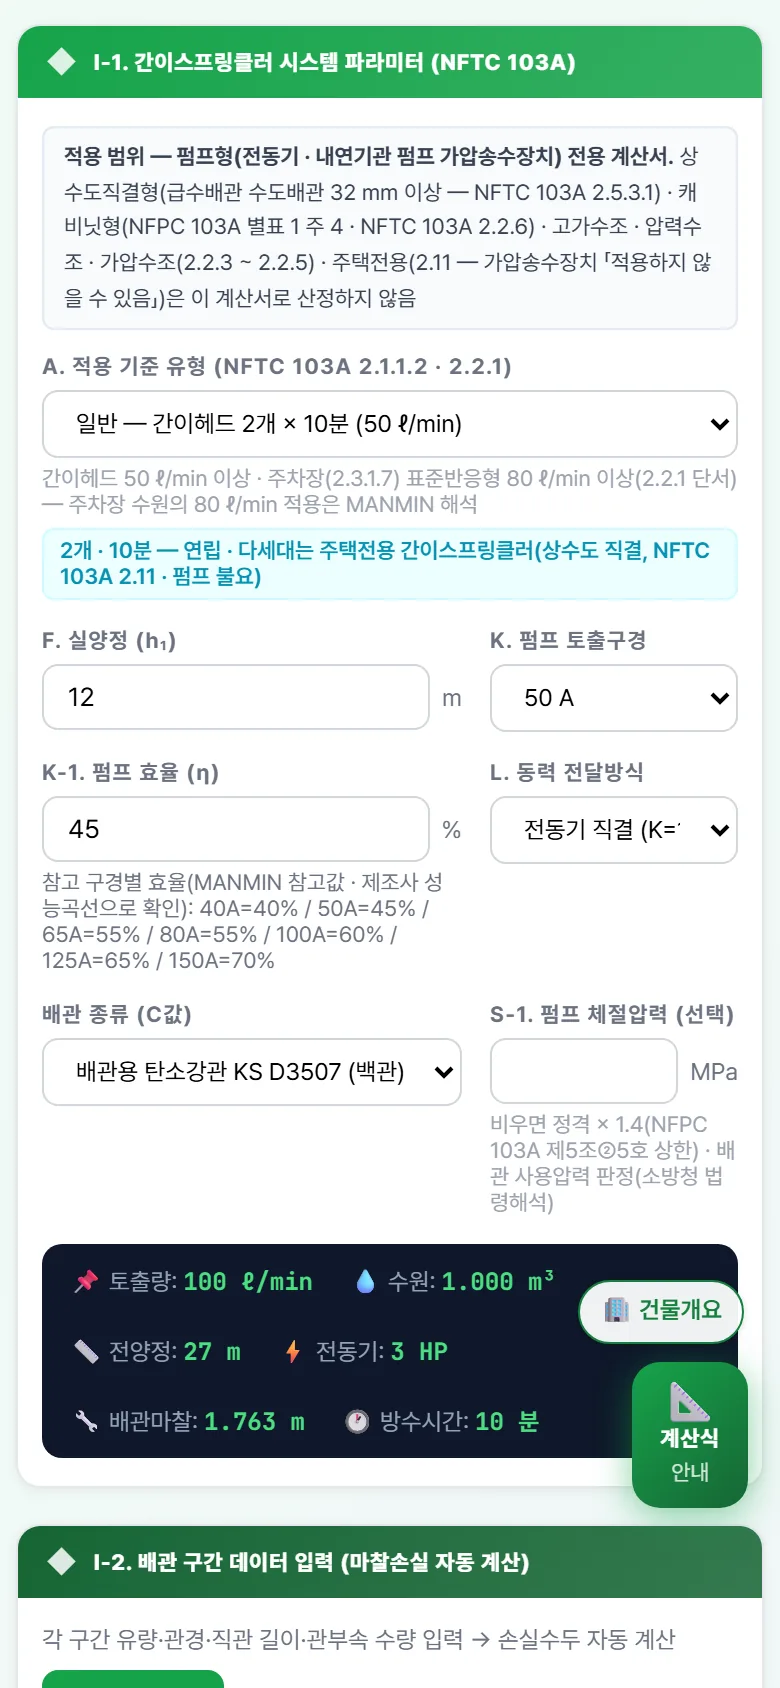 I-1. 간이스프링클러 시스템 파라미터 (NFTC 103A)
적용 범위 — 펌프형(전동기 · 내연기관 펌프 가압송수장치) 전용 계산서. 상
수도직결형(급수배관 수도배관 32 mm 이상 — NFTC 103A 2.5.3.1) · 캐
비닛형(NFPC 103A 별표 1 주 4 · NFTC 103A 2.2.6) · 고가수조 · 압력수
조 · 가압수조(2.2.3 ~ 2.2.5) · 주택전용(2.11 — 가압송수장치 「적용하지 않
을 수 있음」)은 이 계산서로 산정하지 않음
A. 적용 기준 유형 (NFTC 103A 2.1.1.2 · 2.2.1)
일반 — 간이헤드 2개 × 10분 (50 ℓ/min)
간이헤드 50 ℓ/min 이상 · 주차장(2.3.1.7) 표준반응형 80 ℓ/min 이상(2.2.1 단서)
— 주차장 수원의 80 ℓ/min 적용은 MANMIN 해석
2개 · 10분 — 연립 · 다세대는 주택전용 간이스프링클러(상수도 직결, NFTC
103A 2.11 · 펌프 불요)
F. 실양정 (h₁)
12 m
K. 펌프 토출구경
50 A
K-1. 펌프 효율 (η)
45 %
L. 동력 전달방식
전동기 직결 (K=
참고 구경별 효율(MANMIN 참고값 · 제조사 성
능곡선으로 확인): 40A=40% / 50A=45% /
65A=55% / 80A=55% / 100A=60% /
125A=65% / 150A=70%
배관 종류 (C값)
배관용 탄소강관 KS D3507 (백관)
S-1. 펌프 체절압력 (선택)
MPa
비우면 정격 × 1.4(NFPC
103A 제5조②5호 상한) · 배
관 사용압력 판정(소방청 법
령해석)
토출량: 100 ℓ/min 수원: 1.000 m³
건물개요
전양정: 27 m 전동기: 3 HP
배관마찰: 1.763 m 방수시간: 10 분
계산식
안내
I-2. 배관 구간 데이터 입력 (마찰손실 자동 계산)
각 구간 유량·관경·직관 길이·관부속 수량 입력 → 손실수두 자동 계산